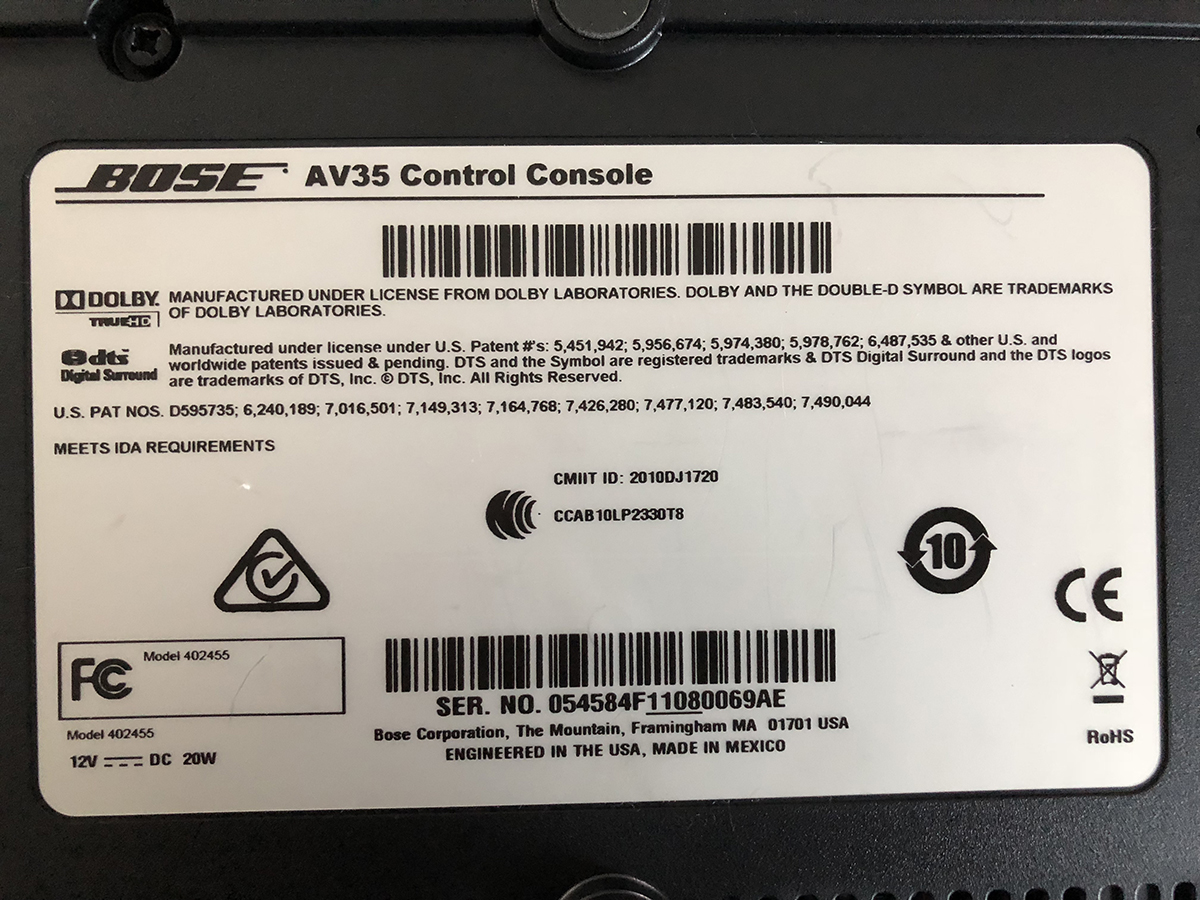 BOSE AV35 Control Console
DOLBY. MANUFACTURED UNDER LICENSE FROM DOLBY LABORATORIES. DOLBY AND THE DOUBLE-D SYMBOL ARE TRADEMARKS
TRUEHD OF DOLBY LABORATORIES.
dts Manufactured under license under U.S. Patent #'s: 5,451,942; 5,956,674; 5,974,380; 5,978,762; 6,487,535 & other U.S. and
Digital Surround worldwide patents issued & pending. DTS and the Symbol are registered trademarks & DTS Digital Surround and the DTS logos
are trademarks of DTS, Inc. © DTS, Inc. All Rights Reserved.
U.S. PAT NOS. D595735; 6,240,189; 7,016,501; 7,149,313; 7,164,768; 7,426,280; 7,477,120; 7,483,540; 7,490,044
MEETS IDA REQUIREMENTS
CMIIT ID: 2010DJ1720
CCAB10LP2330T8
10
CE
FC Model 402455
SER. NO. 054584F11080069AE
Model 402455
Bose Corporation, The Mountain, Framingham MA 01701 USA
ENGINEERED IN THE USA, MADE IN MEXICO
12V DC 20W
RoHS